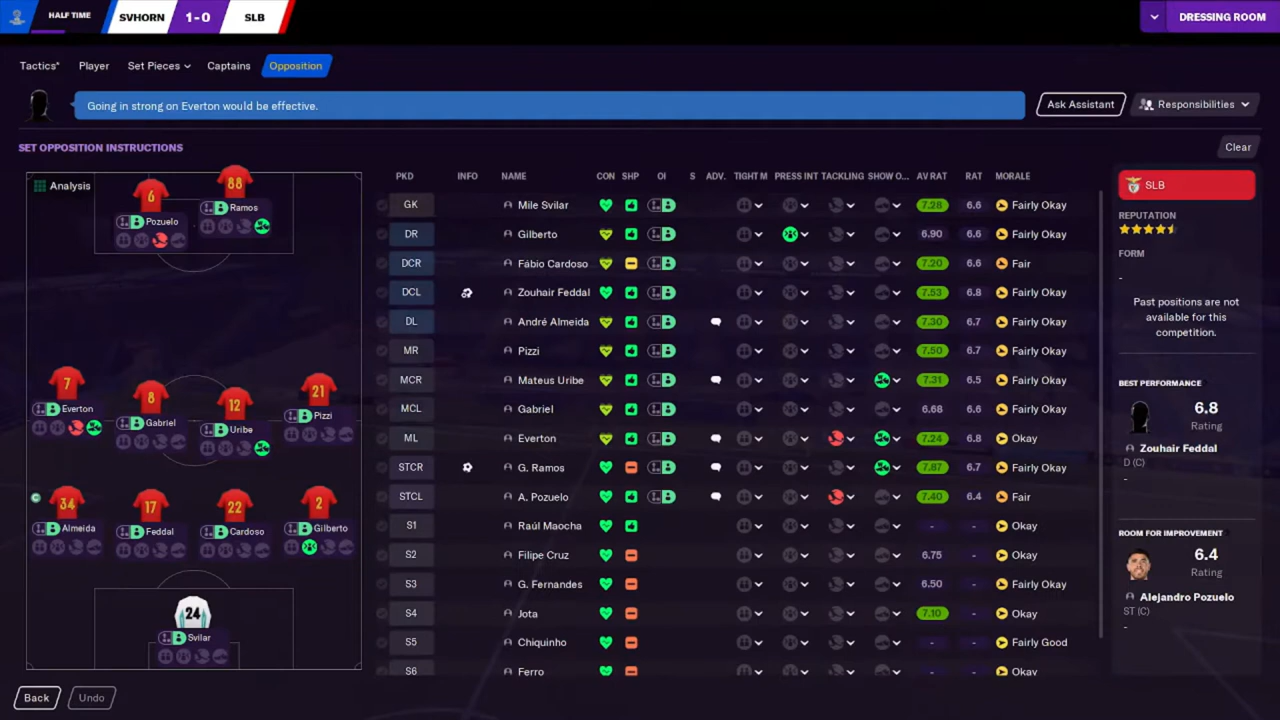 HALF TIME SVHORN 1 - 0 SLB DRESSING ROOM
Tactics* Player Set Pieces Captains Opposition
Going in strong on Everton would be effective. Ask Assistant Responsibilities
SET OPPOSITION INSTRUCTIONS Clear
Analysis
6 88
Pozuelo Ramos
7 8 12 21
Everton Gabriel Uribe Pizzi
C 34 17 22 2
Almeida Feddal Cardoso Gilberto
24
Svilar
PKD INFO NAME CON SHP OI S ADV. TIGHT M PRESS INT TACKLING SHOW O... AV RAT RAT MORALE
GK Mile Svilar 7.28 6.6 Fairly Okay
DR Gilberto 6.90 6.6 Fairly Okay
DCR Fábio Cardoso 7.20 6.6 Fair
DCL Zouhair Feddal 7.53 6.8 Fairly Okay
DL André Almeida 7.30 6.7 Fairly Okay
MR Pizzi 7.50 6.7 Fairly Okay
MCR Mateus Uribe 7.31 6.5 Fairly Okay
MCL Gabriel 6.68 6.6 Fairly Okay
ML Everton 7.24 6.8 Okay
STCR G. Ramos 7.87 6.7 Fairly Okay
STCL A. Pozuelo 7.40 6.4 Fair
S1 Raúl Maocha - - Okay
S2 Filipe Cruz 6.75 - Okay
S3 G. Fernandes 6.50 - Fairly Okay
S4 Jota 7.10 - Okay
S5 Chiquinho - - Fairly Good
S6 Ferro - - Okay
SLB
REPUTATION
FORM
-
Past positions are not
available for this
competition.
BEST PERFORMANCE
6.8
Rating
Zouhair Feddal
D (C)
-
ROOM FOR IMPROVEMENT
6.4
Rating
Alejandro Pozuelo
ST (C)
-
Back Undo